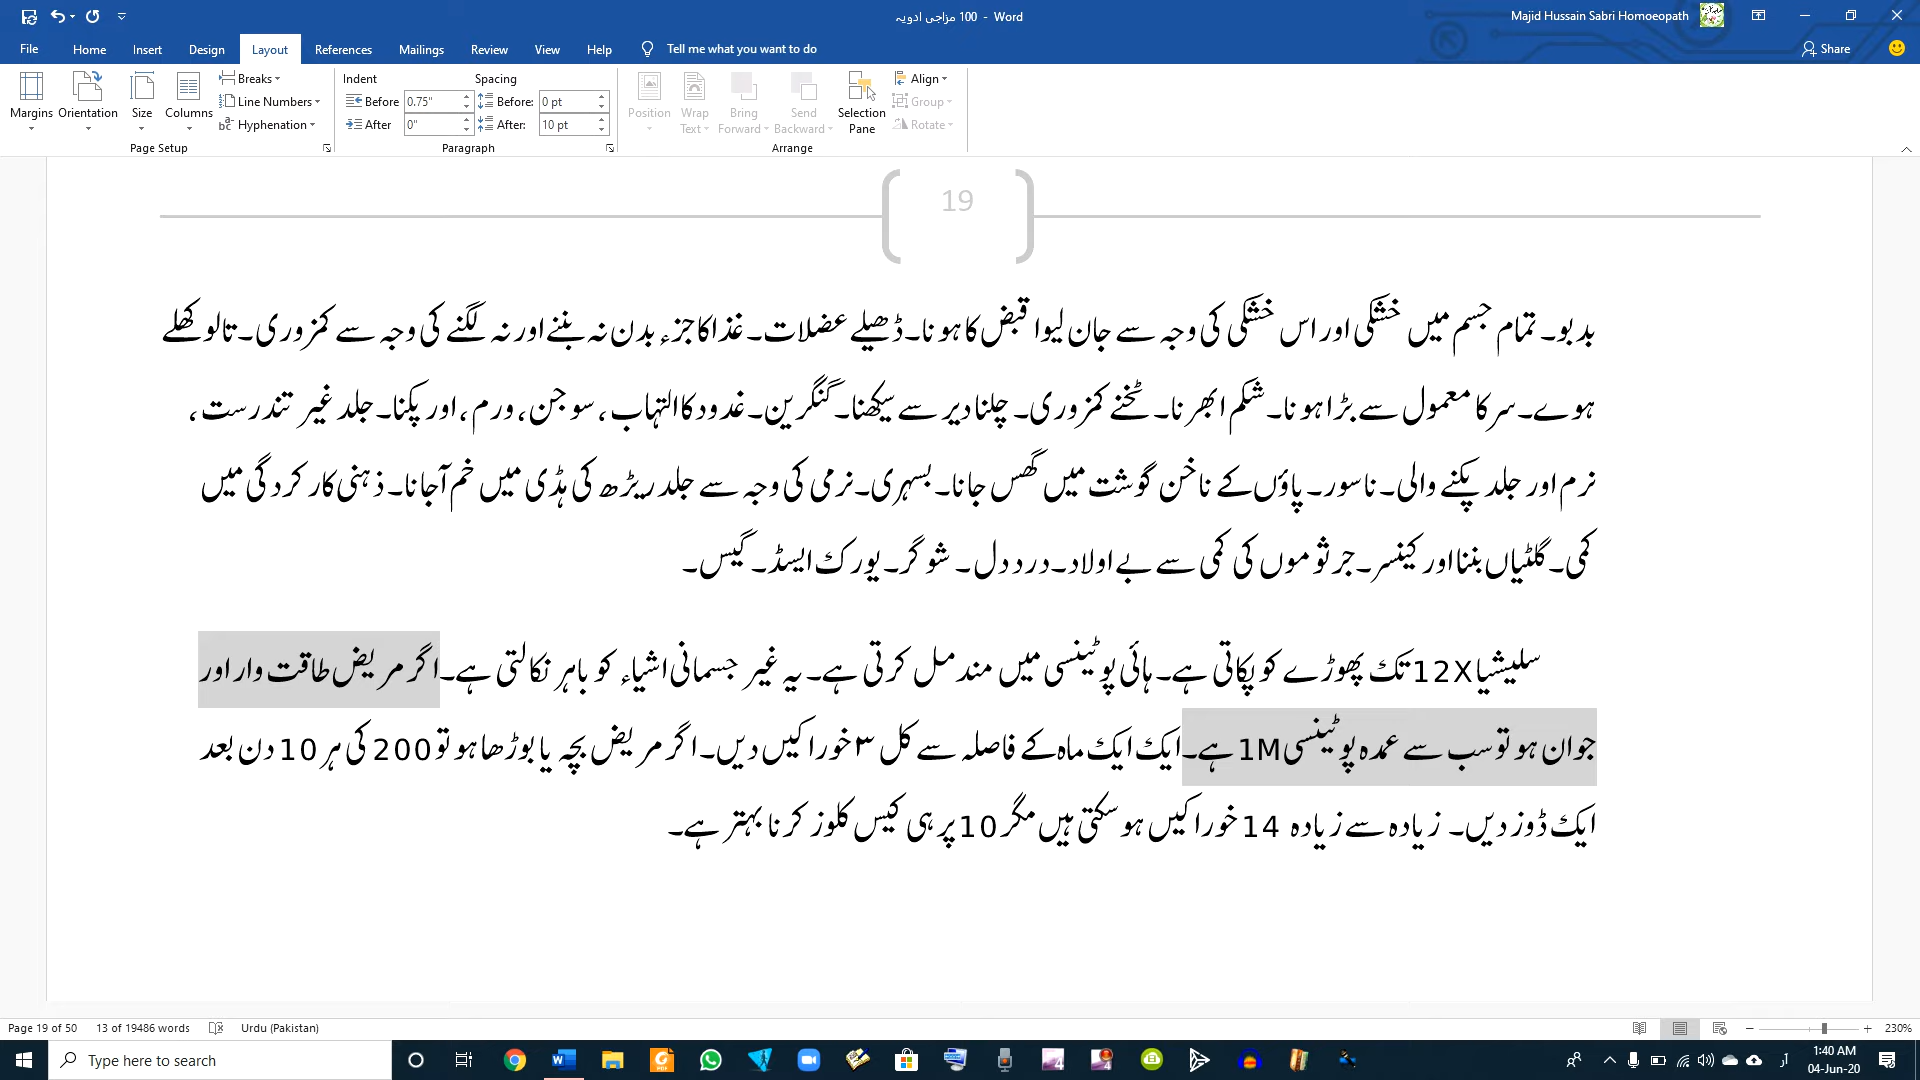 100 مزاجی ادویہ - Word
Majid Hussain Sabri Homoeopath
File Home Insert Design Layout References Mailings Review View Help Tell me what you want to do Share
Margins Orientation Size Columns
Breaks
Line Numbers
Hyphenation
Page Setup
Indent Spacing
Before 0.75" Before: 0 pt
After 0" After: 10 pt
Paragraph
Position Wrap Text Bring Forward Send Backward Selection Pane
Align
Group
Rotate
Arrange
19
بدبو۔ تمام جسم میں خشکی اور اس خشکی کی وجہ سے جان لیوا قبض کا ہونا۔ ڈھیلے عضلات۔ غذا کا جزء بدن نہ بننے اور نہ لگنے کی وجہ سے کمزوری۔ تالو کھلے
ہوے۔ سر کا معمول سے بڑا ہونا۔ شکم ابھرنا۔ ٹخنے کمزوری۔ چلنا دیر سے سیکھنا۔ گنگرین۔ غدود کا التہاب، سوجن، ورم، اور پکنا۔ جلد غیر تندرست،
نرم اور جلد پکنے والی۔ ناسور۔ پاؤں کے ناخن گوشت میں گھس جانا۔ بسہری۔ نرمی کی وجہ سے جلد ریڑھ کی ہڈی میں خم آجانا۔ ذہنی کارکردگی میں
کمی۔ گلٹیاں بننا اور کینسر۔ جرثوموں کی کمی سے بے اولاد۔ درد دل۔ شوگر۔ یورک ایسڈ۔ گیس۔
سلیشیا 12X تک پھوڑے کو پکاتی ہے۔ ہائی پوٹینسی میں مندمل کرتی ہے۔ یہ غیر جسمانی اشیاء کو باہر نکالتی ہے۔ اگر مریض طاقت وار اور
جوان ہو تو سب سے عمدہ پوٹینسی 1M ہے۔ ایک ایک ماہ کے فاصلہ سے کل ۳ خوراکیں دیں۔ اگر مریض بچہ یا بوڑھا ہو تو 200 کی ہر 10 دن بعد
ایک ڈوز دیں۔ زیادہ سے زیادہ 14 خوراکیں ہو سکتی ہیں مگر 10 پر ہی کیس کلوز کرنا بہتر ہے۔
Page 19 of 50 13 of 19486 words Urdu (Pakistan) 230%
Type here to search
1:40 AM
04-Jun-20